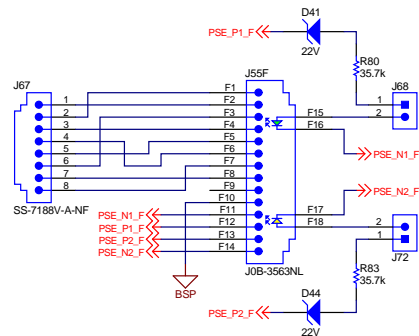 D41
PSE_P1_F
22V
R80
35.7k
J67
J55F
J68
1
2
3
4
5
6
7
8
F1
F2
F3
F4
F5
F6
F7
F8
F9
F10
F11
F12
F13
F14
F15
F16
1
2
PSE_N1_F
PSE_N2_F
F17
F18
2
1
SS-7188V-A-NF
PSE_N1_F
PSE_P1_F
PSE_P2_F
PSE_N2_F
J0B-3563NL
J72
BSP
R83
35.7k
D44
PSE_P2_F
22V